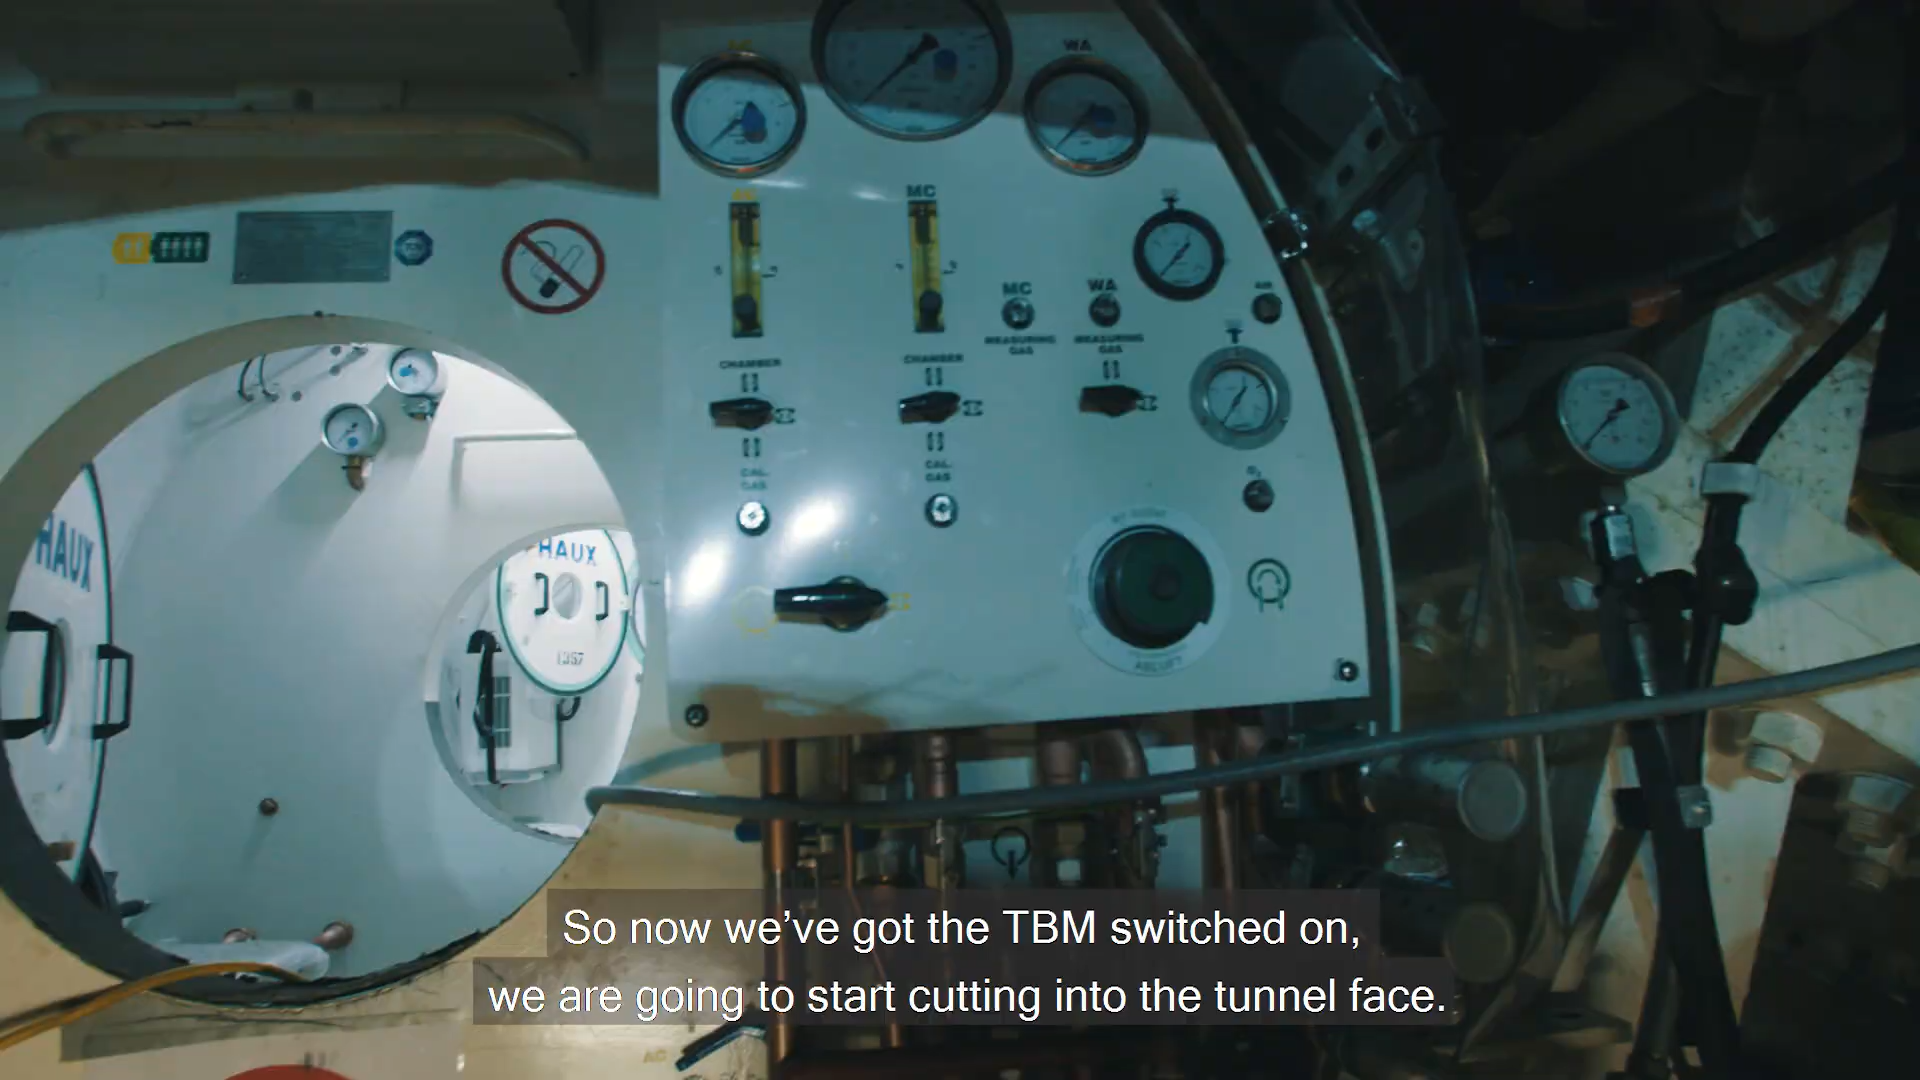 WA
MC
MC
WA
MEASURING
GAS
MEASURING
GAS
CHAMBER
CHAMBER
CAL.
GAS
CAL.
GAS
O₂
HAUX
HAUX
So now we’ve got the TBM switched on,
we are going to start cutting into the tunnel face.